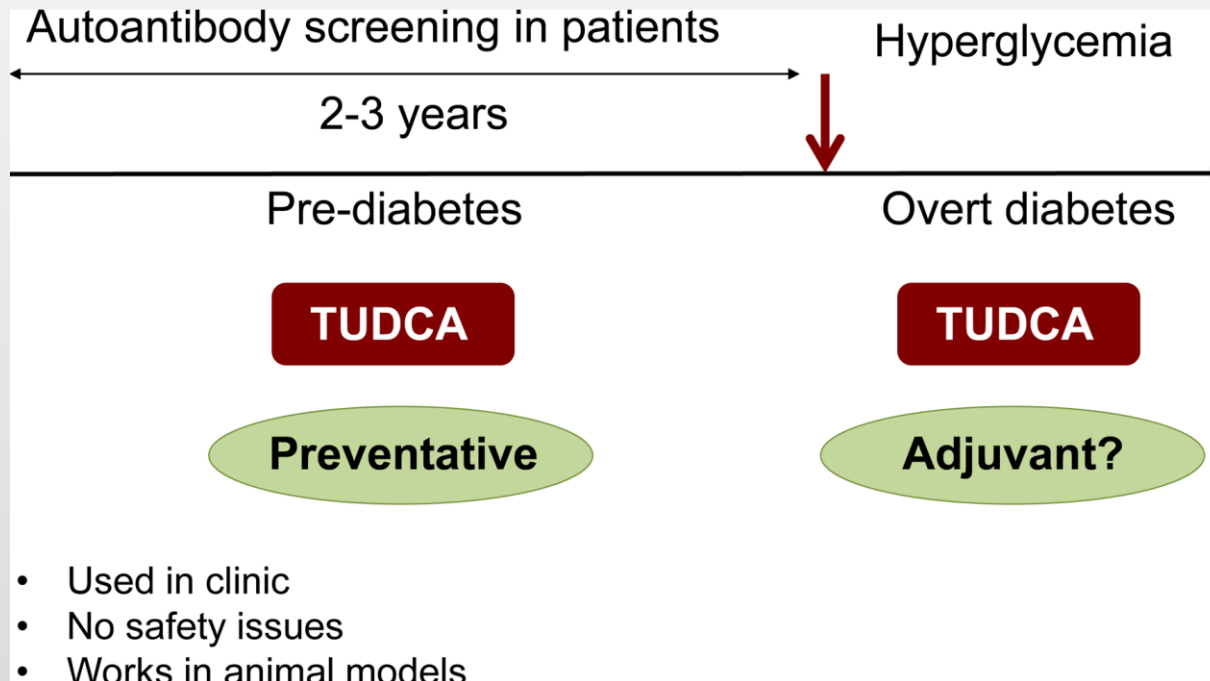 Autoantibody screening in patients
Hyperglycemia
2-3 years
Pre-diabetes
Overt diabetes
TUDCA
TUDCA
Preventative
Adjuvant?
• Used in clinic
• No safety issues
• Works in animal models